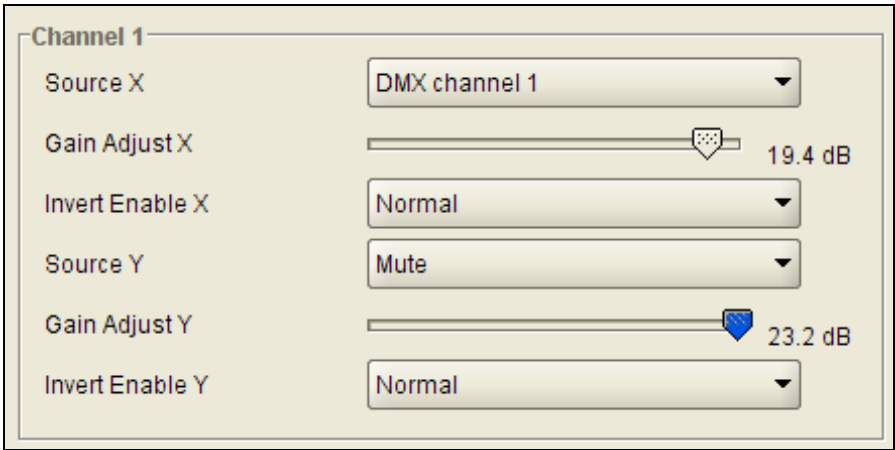 Channel 1
Source X DMX channel 1
Gain Adjust X 19.4 dB
Invert Enable X Normal
Source Y Mute
Gain Adjust Y 23.2 dB
Invert Enable Y Normal